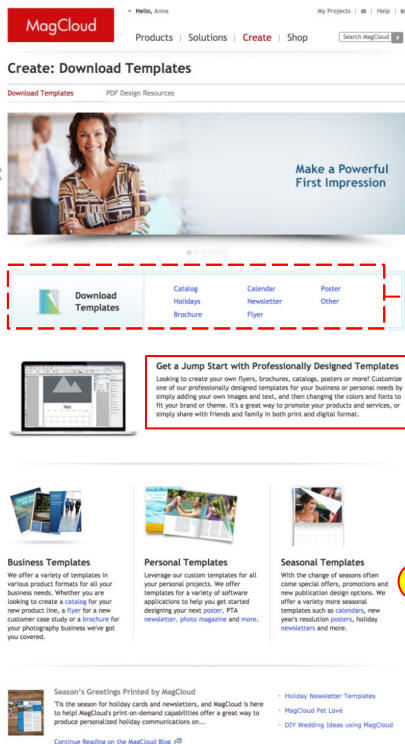 MagCloud
Hello, Anna
My Projects | Help |
Products | Solutions | Create | Shop
Search MagCloud
Create: Download Templates
Download Templates PDF Design Resources
Make a Powerful
First Impression
Download
Templates
Catalog Calendar Poster
Holidays Newsletter Other
Brochure Flyer
Get a Jump Start with Professionally Designed Templates
Looking to create your own flyers, brochures, catalogs, posters or more? Customize
one of our professionally designed templates for your business or personal needs by
simply adding your own images and text, and then changing the colors and fonts to
fit your brand or theme. It's a great way to promote your products and services, or
simply share with friends and family in both print and digital format.
Business Templates
We offer a variety of templates in
various product formats for all your
business needs. Whether you are
looking to create a catalog for your
new product line, a flyer for a new
customer case study or a brochure for
your photography business we've got
you covered.
Personal Templates
Leverage our custom templates for all
your personal projects. We offer
templates for a variety of software
applications to help you get started
designing your next poster, PTA
newsletter, photo magazine and more.
Seasonal Templates
With the change of seasons often
come special offers, promotions and
new publication design options. We
offer a variety more seasonal
templates such as calendars, new
year's resolution posters, holiday
newsletters and more.
Season's Greetings Printed by MagCloud
'Tis the season for holiday cards and newsletters, and MagCloud is here
to help! MagCloud's print-on-demand capabilities offer a great way to
produce personalized holiday communications on...
Continue Reading on the MagCloud Blog
Holiday Newsletter Templates
MagCloud Pet Love
DIY Wedding Ideas using MagCloud